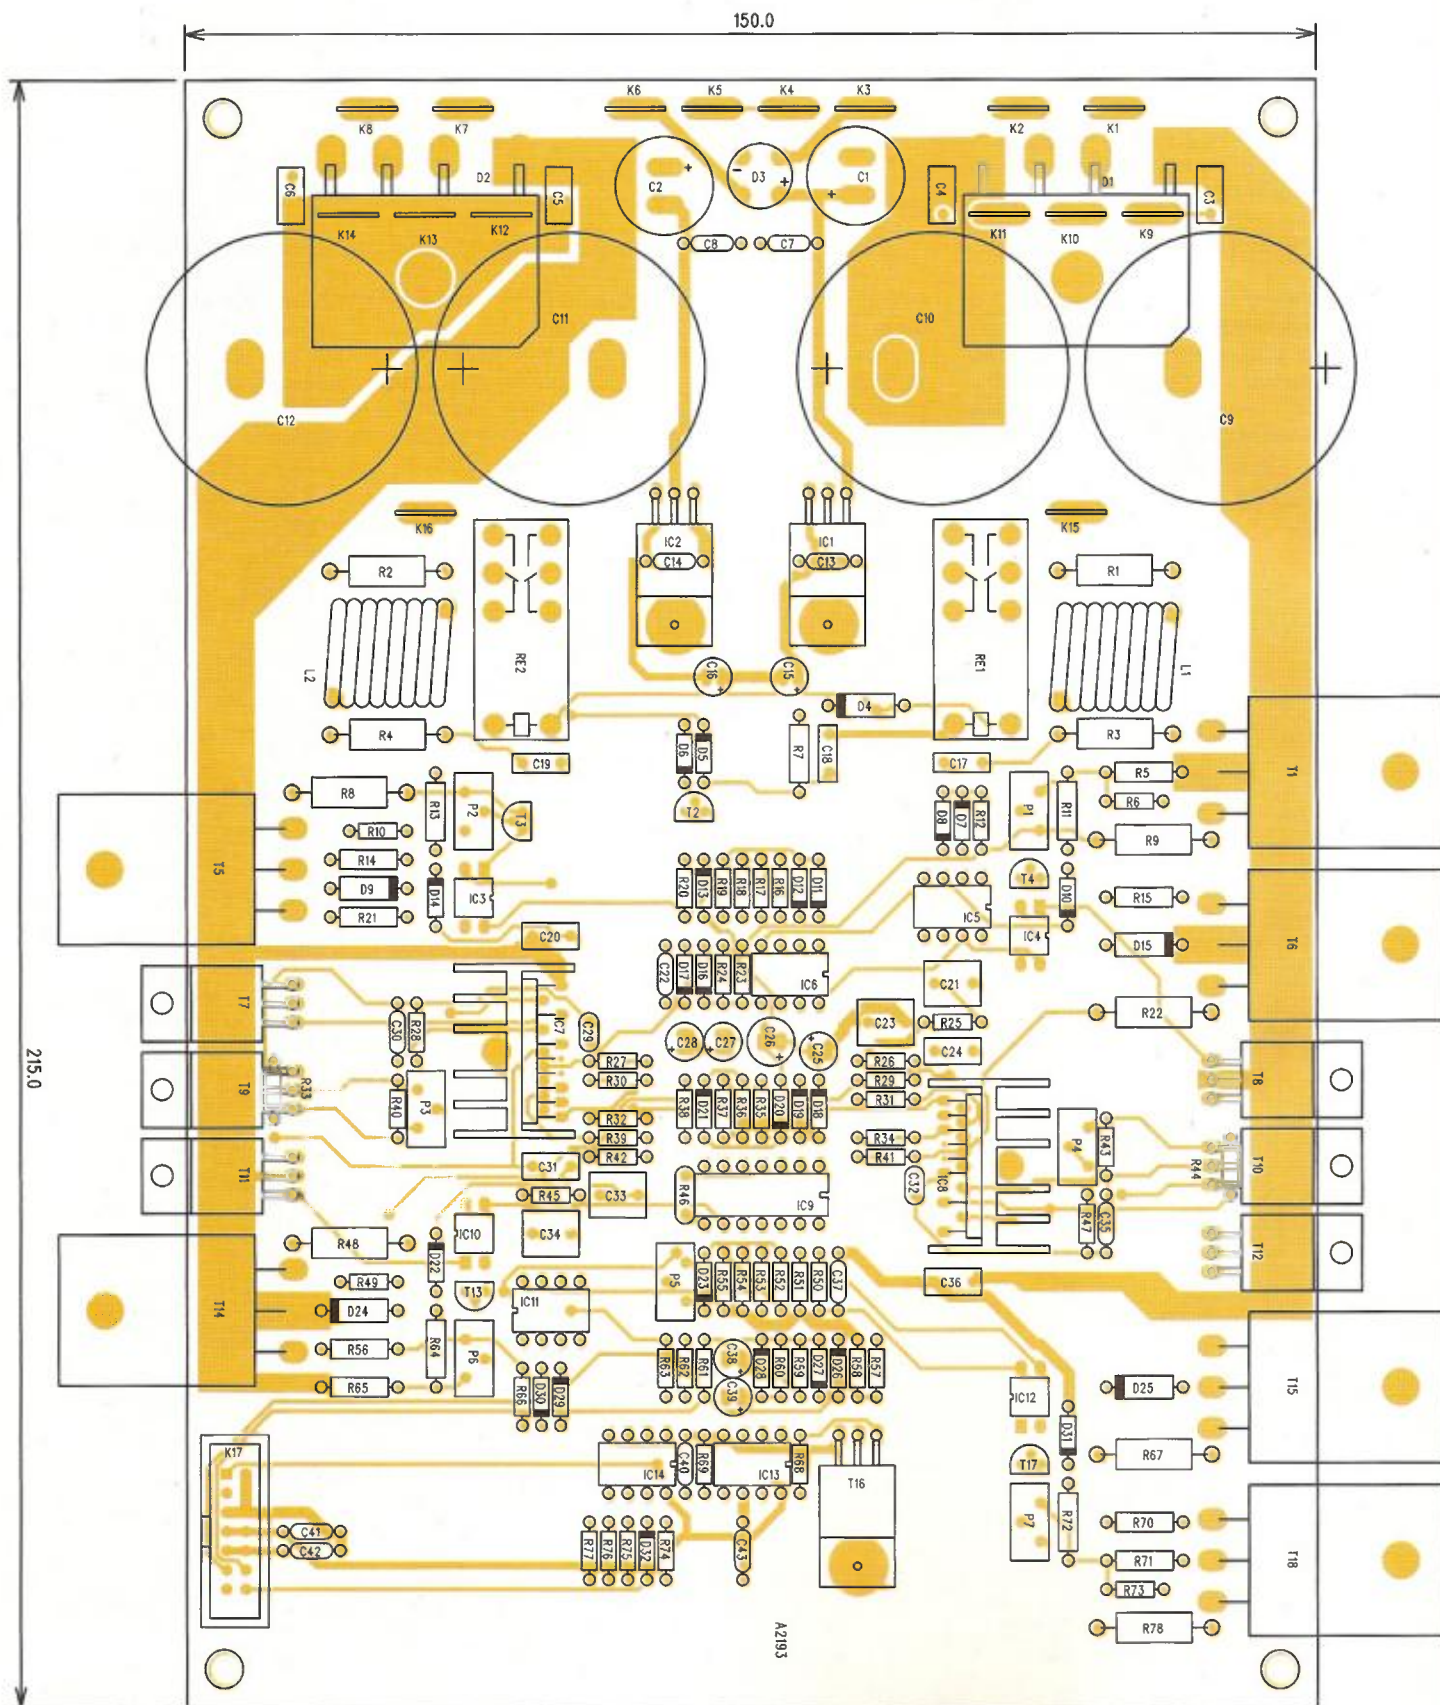 150.0
K6 K5 K4 K3
K8 K7 K2 K1
D2 C2 - D3 + C1 + D1
C6 C5 C4 C3
K14 K13 K12 K11 K10 K9
C8 C7
C11 C10
C12 C9
K16 K15
IC2 IC1
R2 C14 C13 R1
L2 RE2 RE1 L1
C16 C15
D4
R4 D6 D5 R7 C18 R3
C19 C17
R5 T1
R8 R13 P2 T3 T2 D8 D7 R12 P1 R11 R6
R10 R9
T5 R14 T4
D9 D14 IC3 R20 D13 R19 R18 R17 R16 D12 D11 D10 R15
R21 IC5
C20 IC4 D15 T6
C22 D17 D16 R24 R23 IC6 C21
T7 C30 R28 IC7 C29 C23 R25 R22
C28 C27 C26 C25 C24
R27 R26
215.0
T9 R33 R40 P3 R30 R29 T8
R38 D21 R37 R36 R35 D20 D19 D18 R31
R32
R39 R34 P4 R43
T11 C31 R42 R41 R44 T10
R45 C33 R46 IC9 C32 IC8
R48 IC10 C34 R47 C35 T12
D22 P5 D23 R55 R54 R53 R52 R51 R50 C37 C36
R49 T13
T14 D24 IC11
R56 R64 P6 R63 R62 R61 C38 D28 R60 R59 D27 D26 R58 R57
R65 R66 D30 D29 C39 IC12 D25 T15
K17 D31
IC14 C40 R69 IC13 R68 T16 T17 R67
C41 P7 R72 R70
C42 R77 R76 R75 D32 R74 C43 R71 T18
R73
A2193 R78